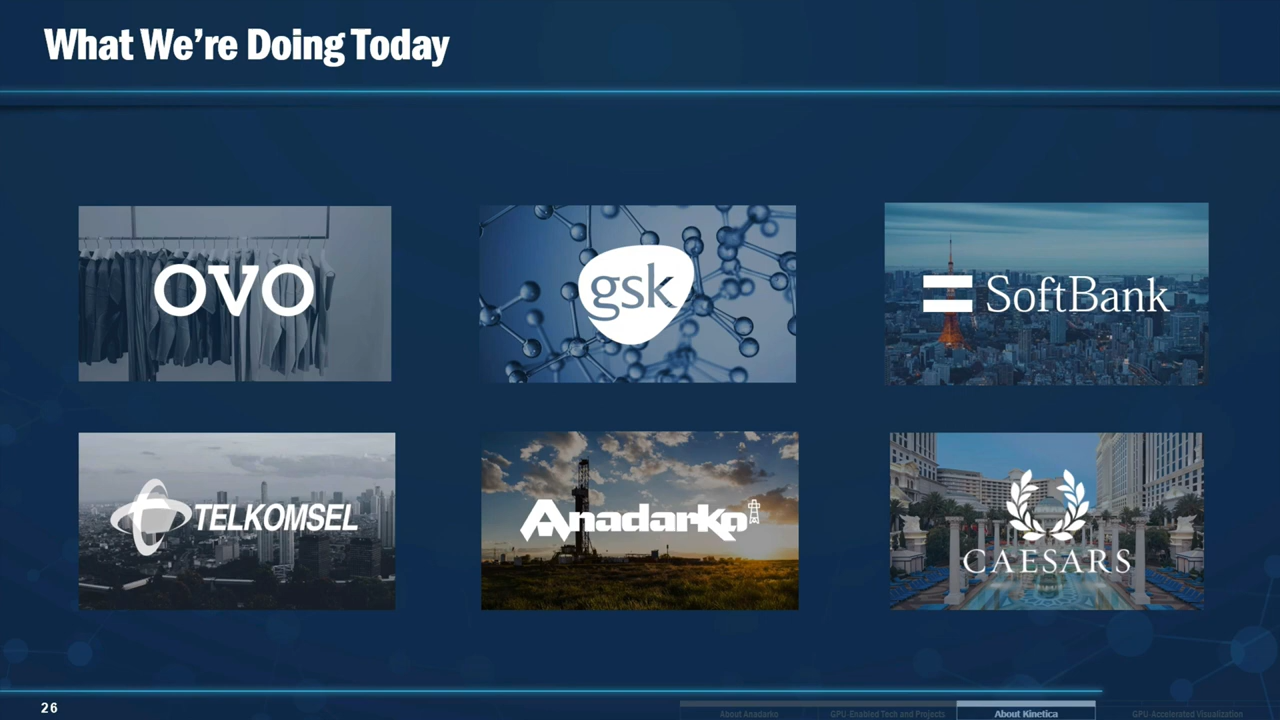 What We're Doing Today
OVO
gsk
SoftBank
TELKOMSEL
Anadarko
CAESARS
26
About Anadarko
GPU-Enabled Tech and Projects
About Kinetica
GPU-Accelerated Visualization